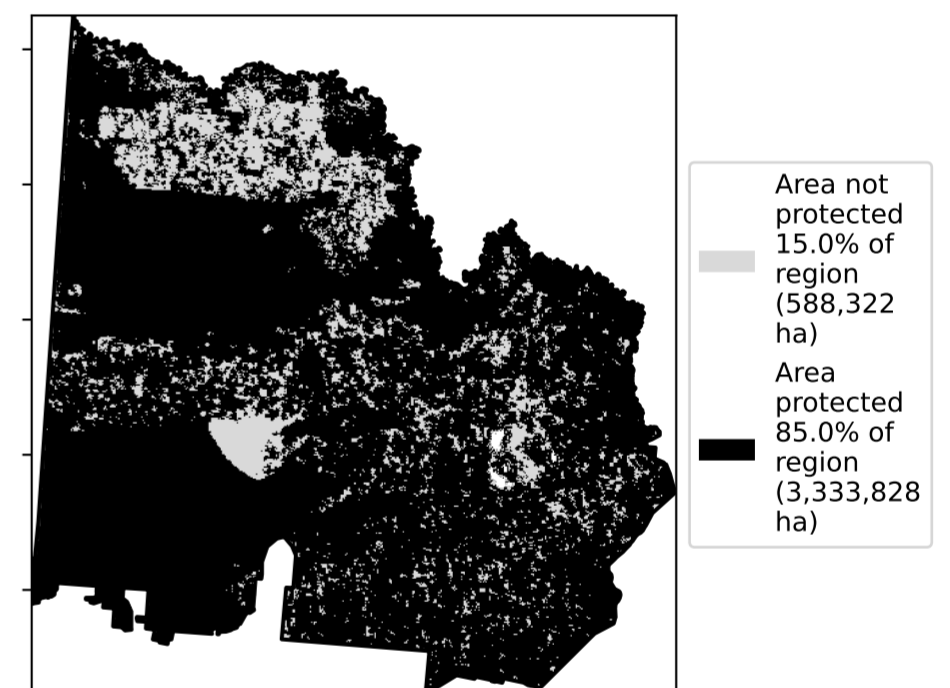 Area not
protected
15.0% of
region
(588,322
ha)
Area
protected
85.0% of
region
(3,333,828
ha)